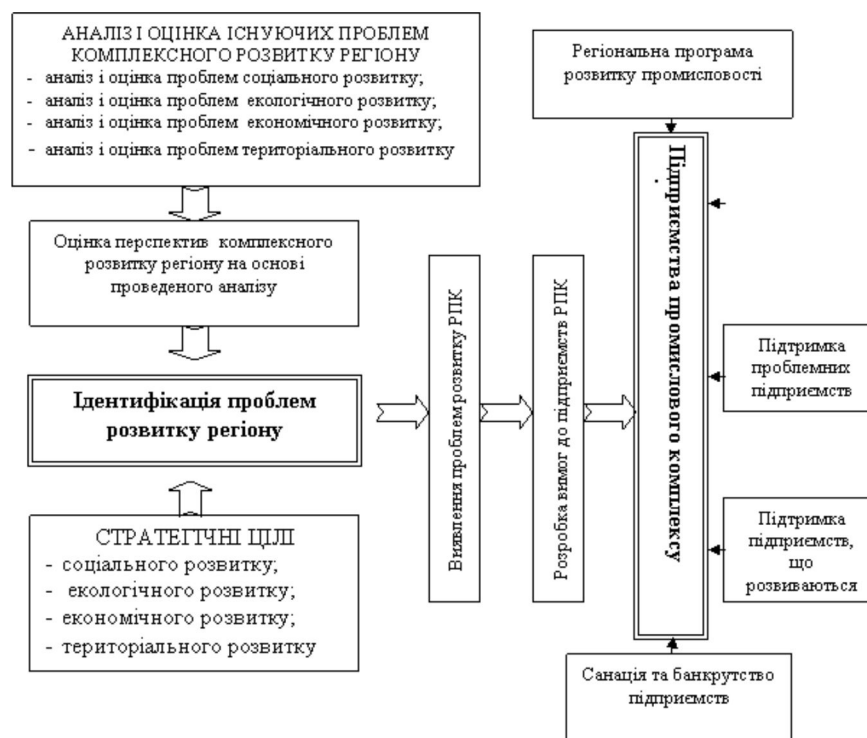 АНАЛІЗ І ОЦІНКА ІСНУЮЧИХ ПРОБЛЕМ
КОМПЛЕКСНОГО РОЗВИТКУ РЕГІОНУ
- аналіз і оцінка проблем соціального розвитку;
- аналіз і оцінка проблем екологічного розвитку;
- аналіз і оцінка проблем економічного розвитку;
- аналіз і оцінка проблем територіального розвитку
Оцінка перспектив комплексного
розвитку регіону на основі
проведеного аналізу
Ідентифікація проблем
розвитку регіону
СТРАТЕГІЧНІ ЦІЛІ
- соціального розвитку;
- екологічного розвитку;
- економічного розвитку;
- територіального розвитку
Виявлення проблем розвитку РПК
Розробка вимог до підприємств РПК
Регіональна програма
розвитку промисловості
Підприємства промислового комплексу
.
Підтримка
проблемних
підприємств
Підтримка
підприємств,
що
розвиваються
Санація та банкрутство
підприємств